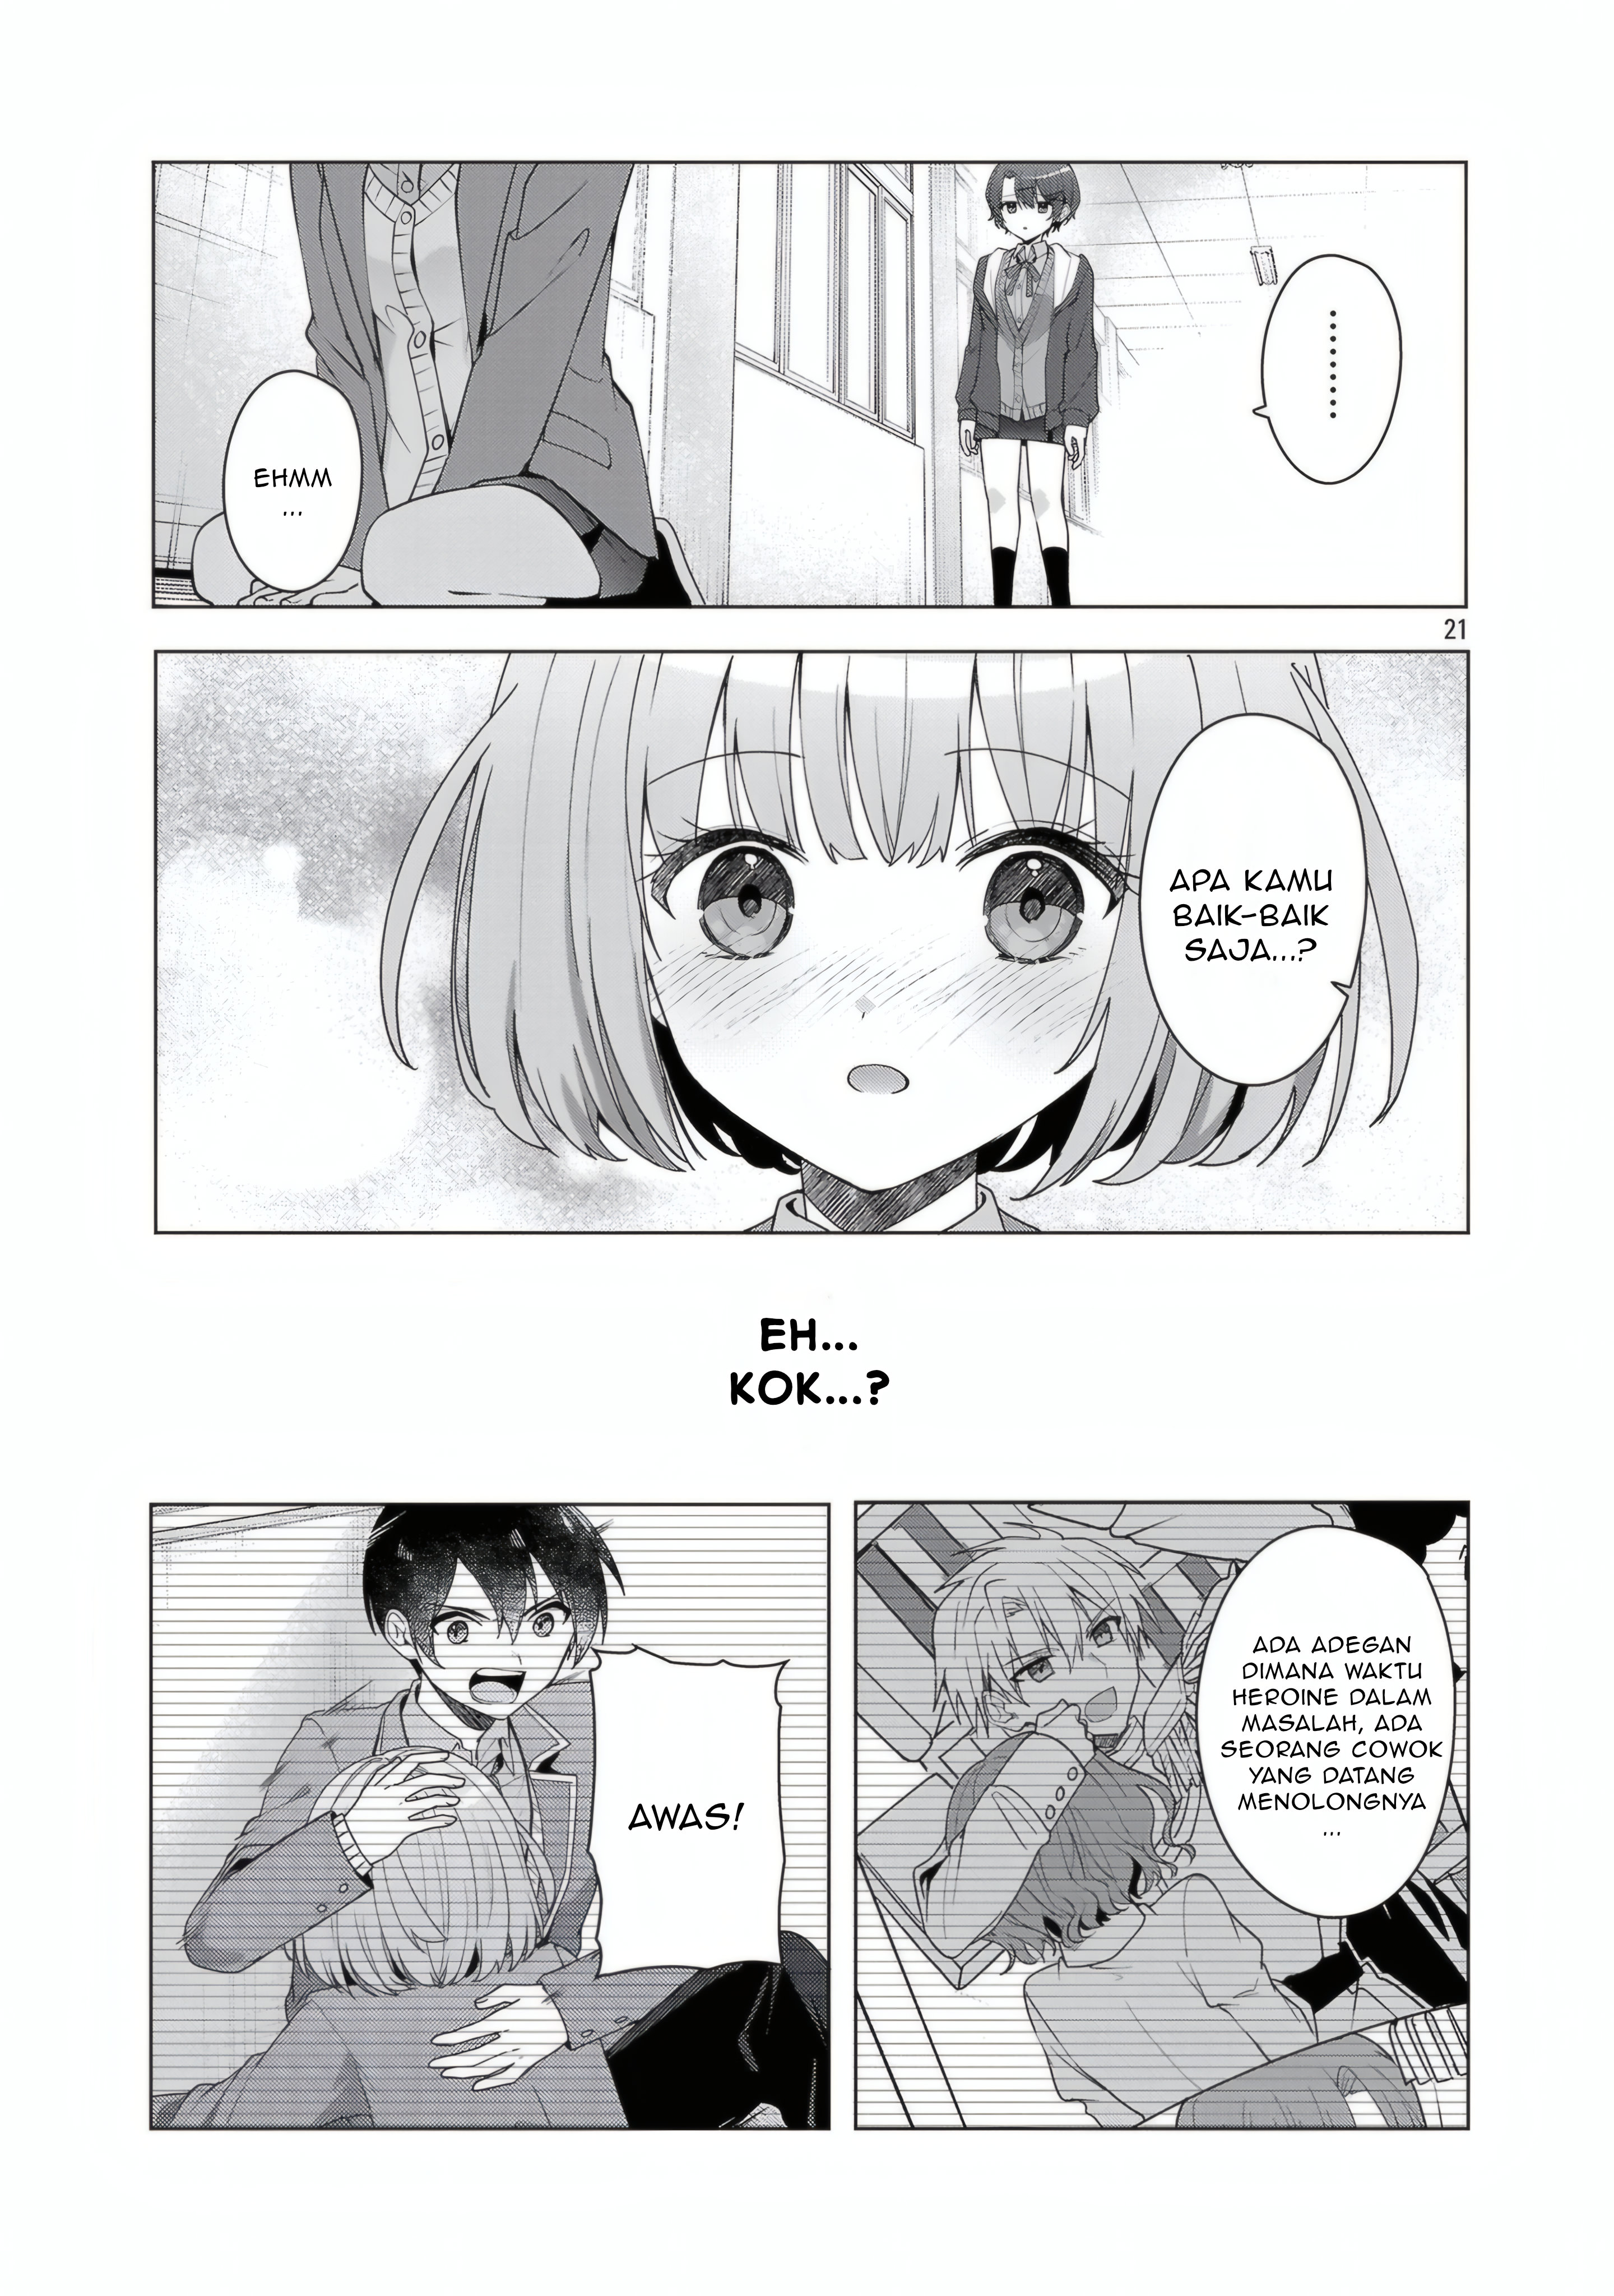 .........
EHMM
...
21
APA KAMU
BAIK-BAIK
SAJA...?
EH...
KOK...?
ADA ADEGAN
DIMANA WAKTU
HEROINE DALAM
MASALAH, ADA
SEORANG COWOK
YANG DATANG
MENOLONGNYA
...
AWAS!